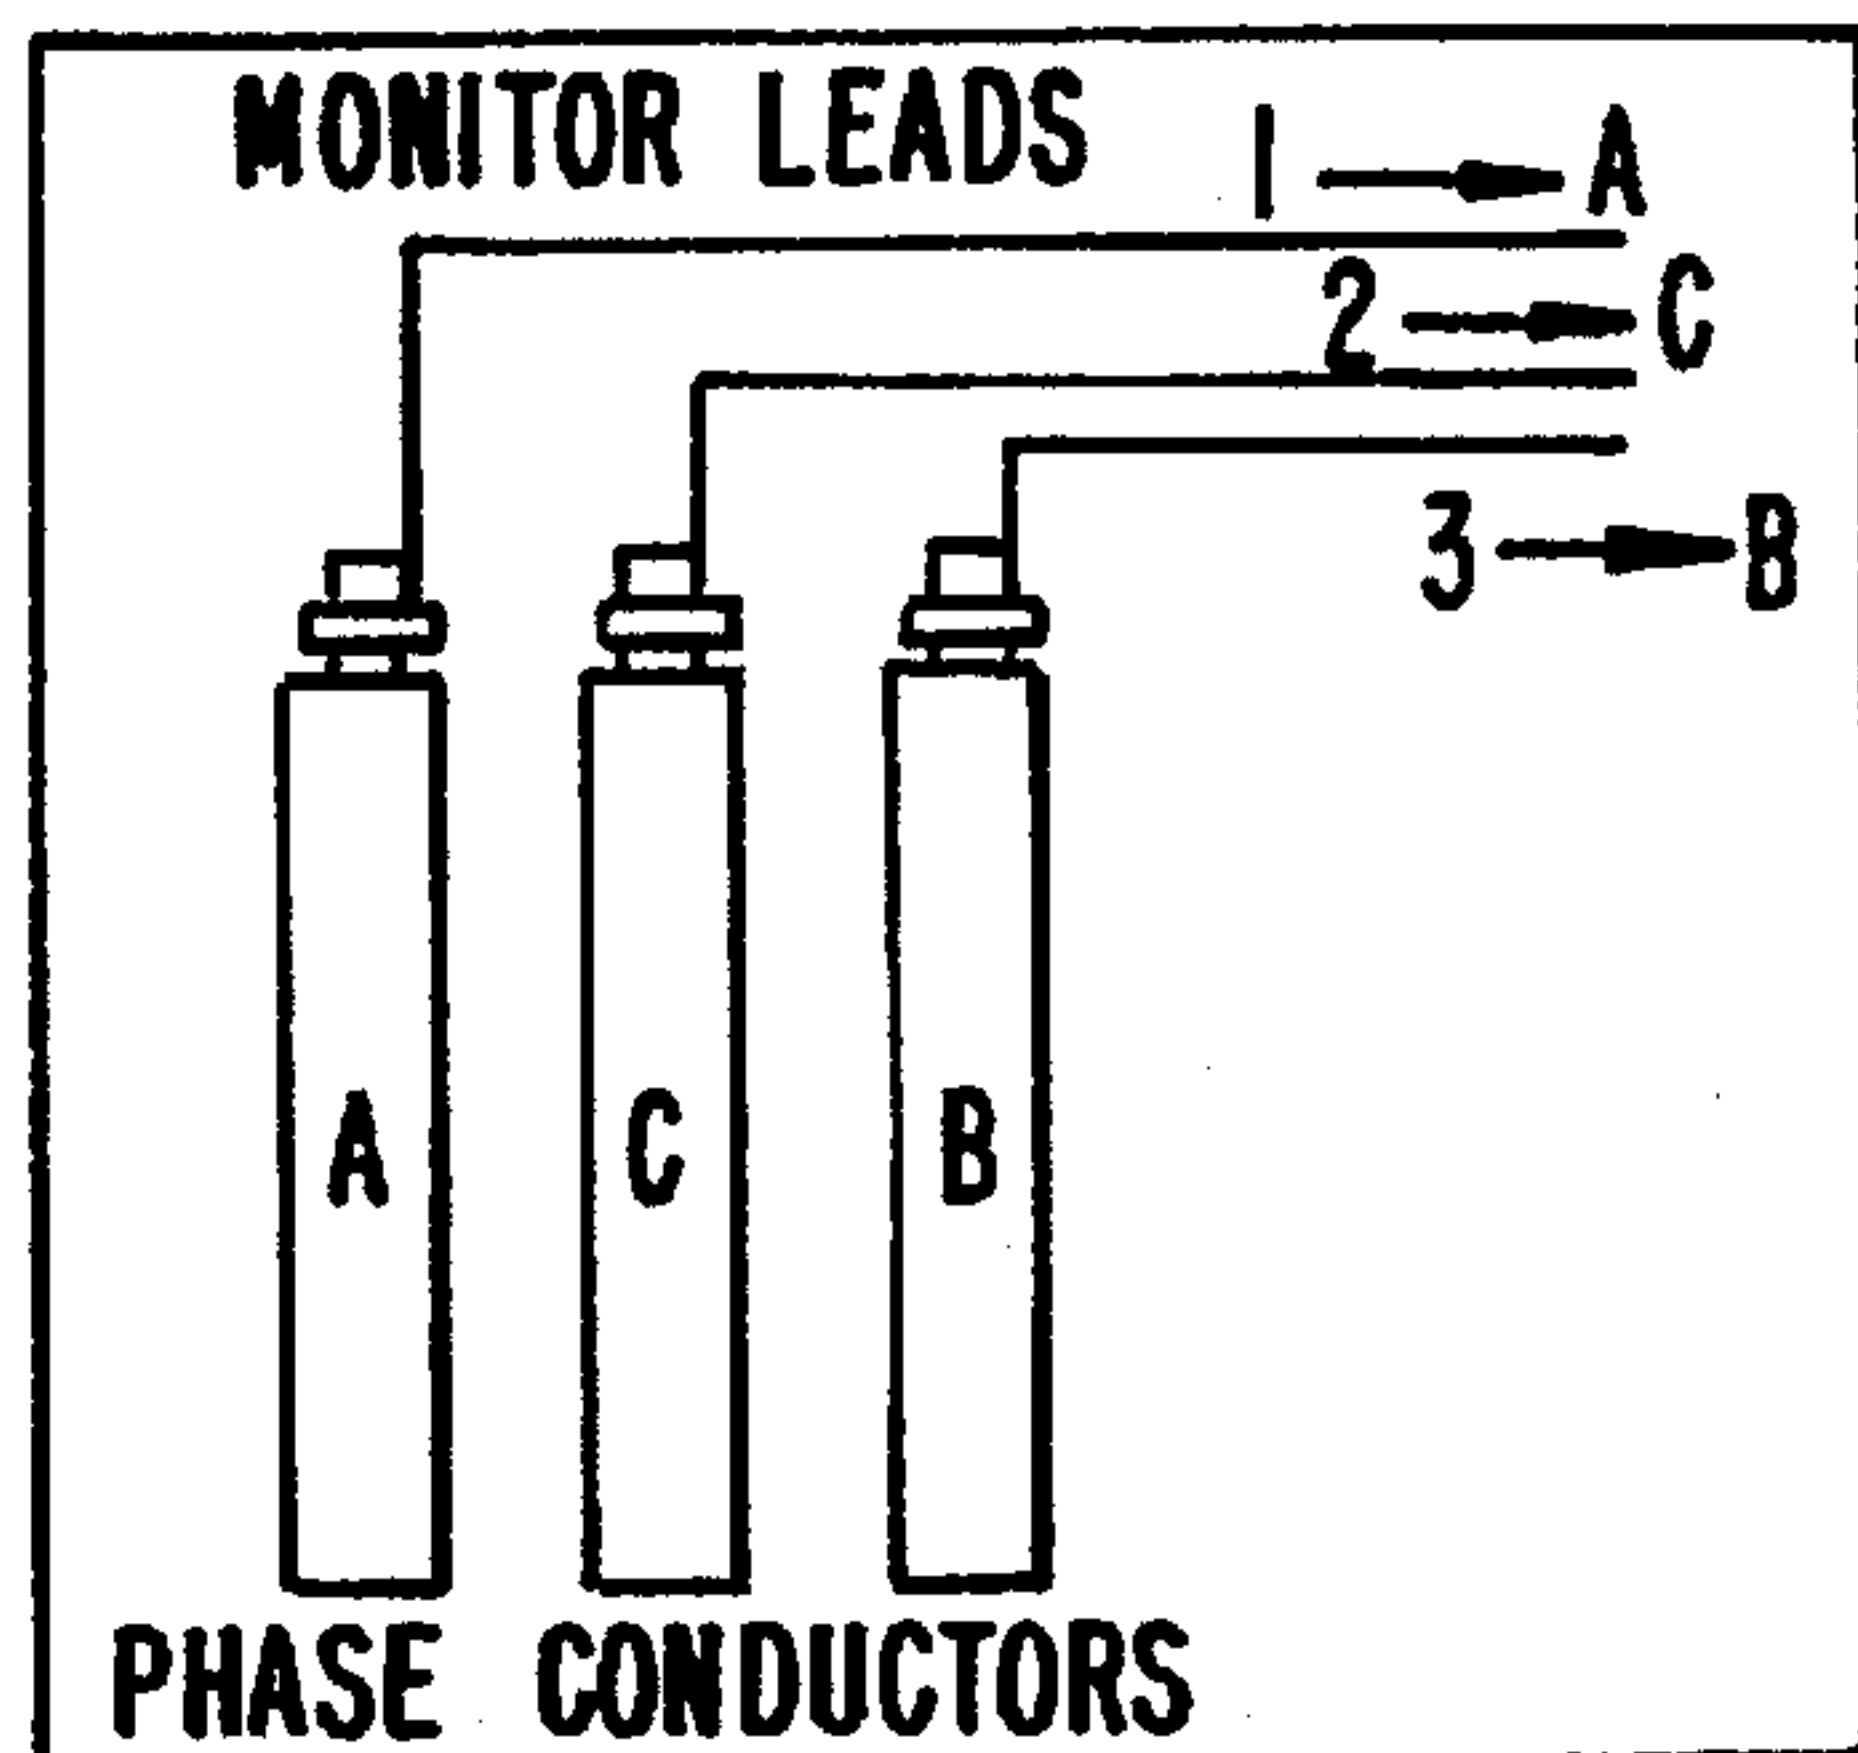 MONITOR LEADS
1 → A
2 → C
3 → B
A C B
PHASE CONDUCTORS